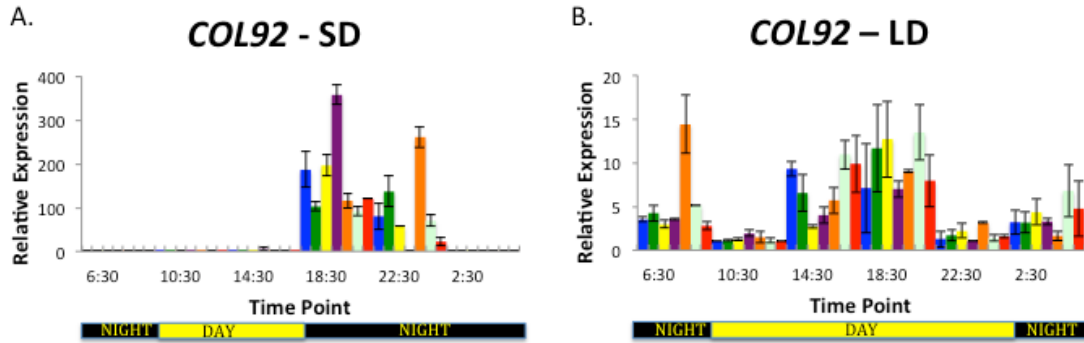 A.
COL92 - SD
Relative Expression
400
300
200
100
0
6:30 10:30 14:30 18:30 22:30 2:30
Time Point
NIGHT DAY NIGHT
B.
COL92 – LD
Relative Expression
20
15
10
5
0
6:30 10:30 14:30 18:30 22:30 2:30
Time Point
NIGHT DAY NIGHT